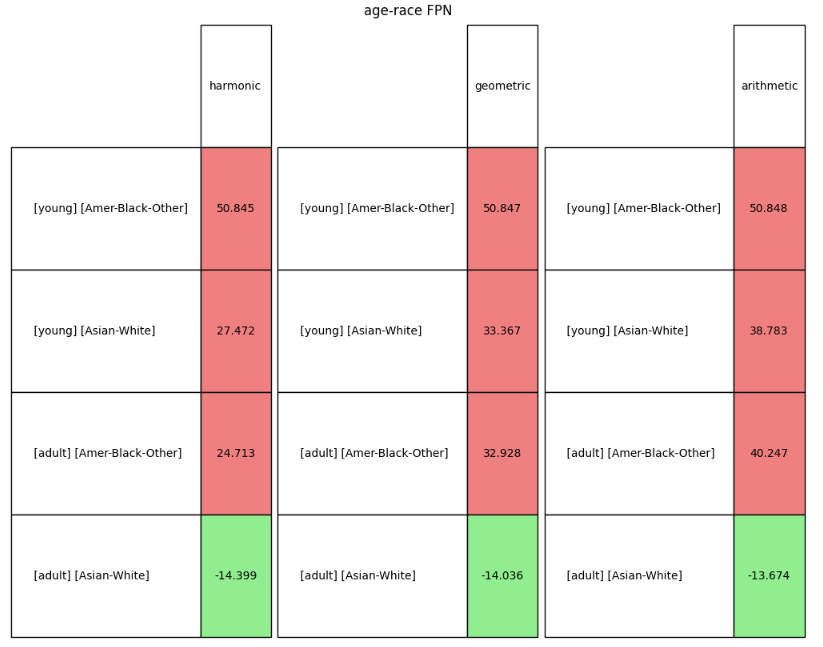 age-race FPN
harmonic geometric arithmetic
[young] [Amer-Black-Other] 50.845 [young] [Amer-Black-Other] 50.847 [young] [Amer-Black-Other] 50.848
[young] [Asian-White] 27.472 [young] [Asian-White] 33.367 [young] [Asian-White] 38.783
[adult] [Amer-Black-Other] 24.713 [adult] [Amer-Black-Other] 32.928 [adult] [Amer-Black-Other] 40.247
[adult] [Asian-White] -14.399 [adult] [Asian-White] -14.036 [adult] [Asian-White] -13.674